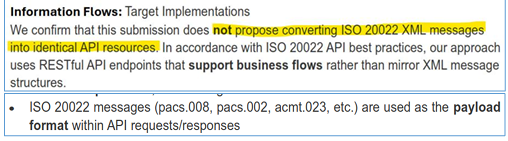 Information Flows: Target Implementations
We confirm that this submission does not propose converting ISO 20022 XML messages
into identical API resources. In accordance with ISO 20022 API best practices, our approach
uses RESTful API endpoints that support business flows rather than mirror XML message
structures.
• ISO 20022 messages (pacs.008, pacs.002, acmt.023, etc.) are used as the payload
format within API requests/responses